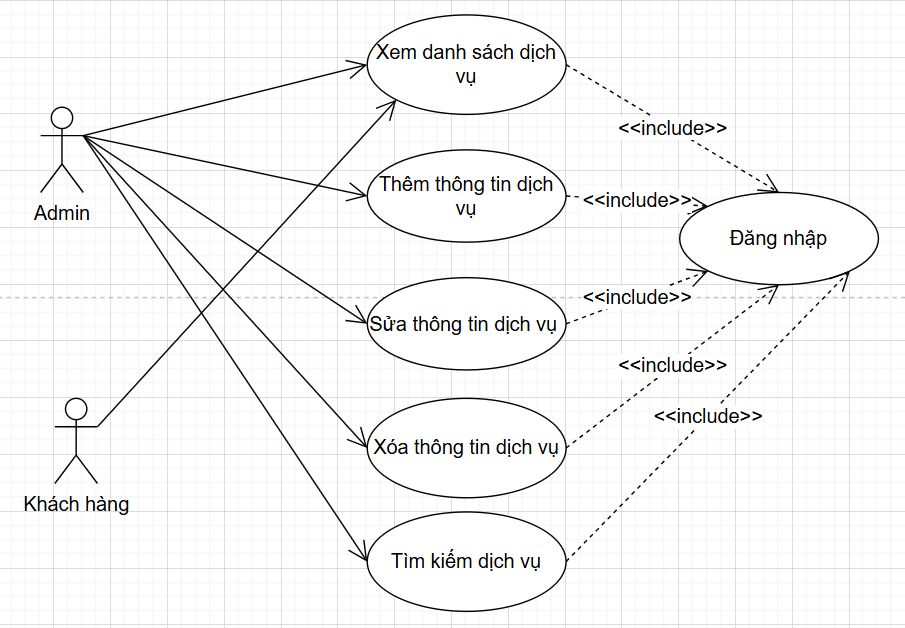 Xem danh sách dịch
vụ
<<include>>
Admin
Thêm thông tin dịch
vụ
<<include>>
Đăng nhập
Sửa thông tin dịch vụ
<<include>>
<<include>>
<<include>>
Xóa thông tin dịch vụ
Khách hàng
Tìm kiếm dịch vụ